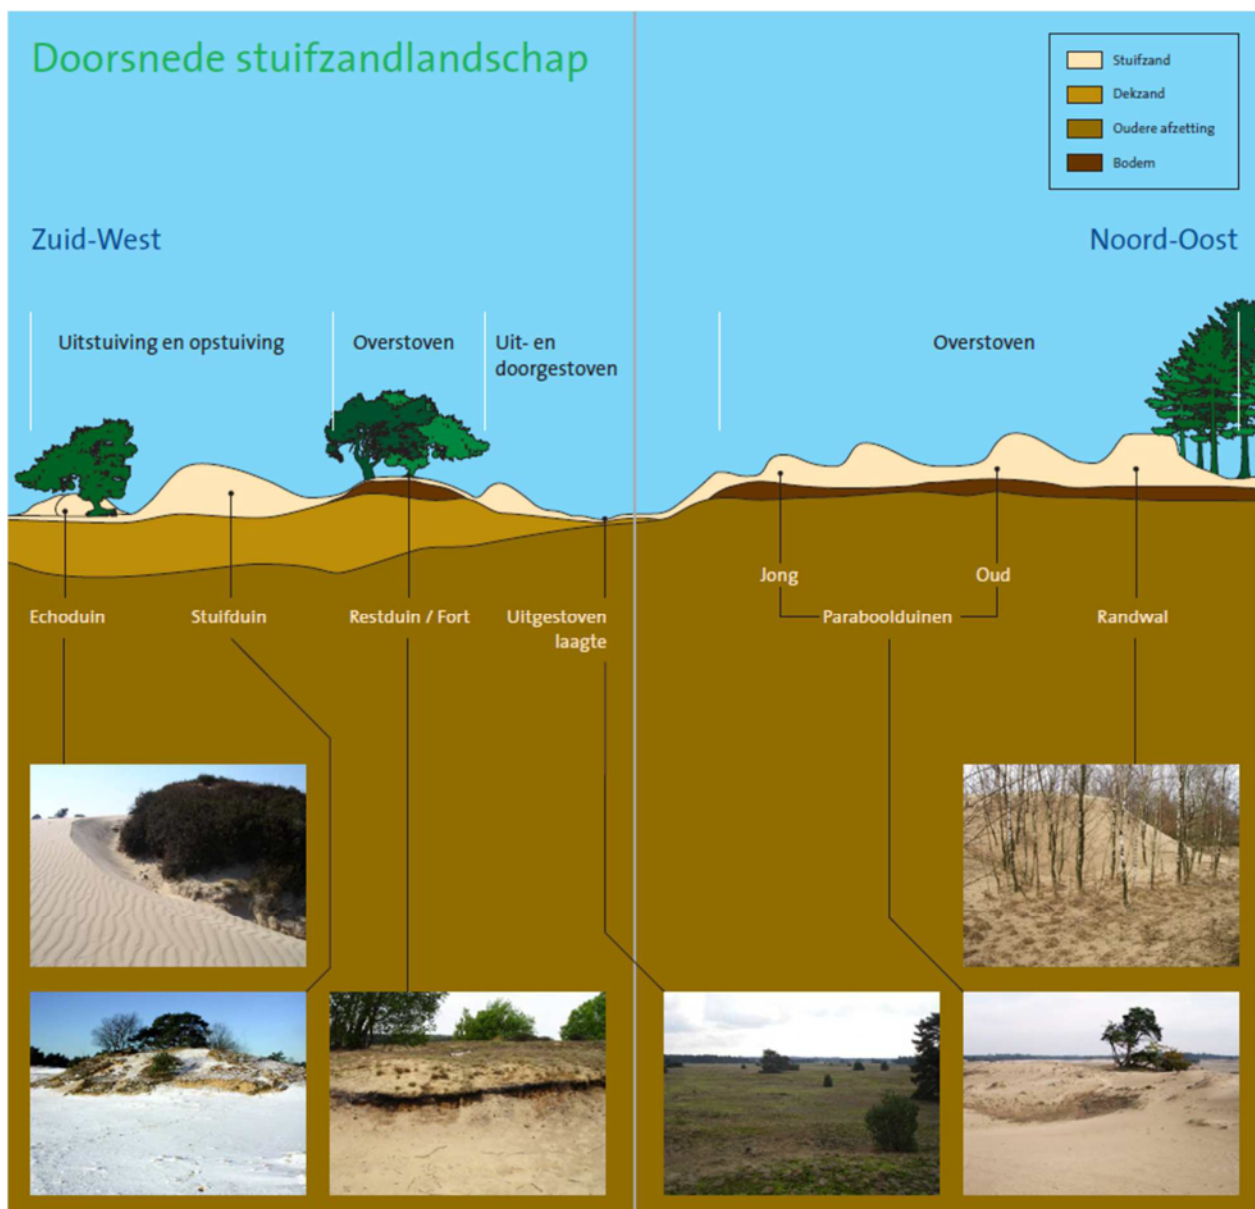 Doorsnede stuifzandlandschap
Stuifzand
Dekzand
Oudere afzetting
Bodem
Zuid-West
Noord-Oost
Uitstuiving en opstuiving
Overstoven
Uit- en
doorgestoven
Overstoven
Jong
Oud
Echoduin
Stuifduin
Restduin / Fort
Uitgestoven
laagte
Paraboolduinen
Randwal